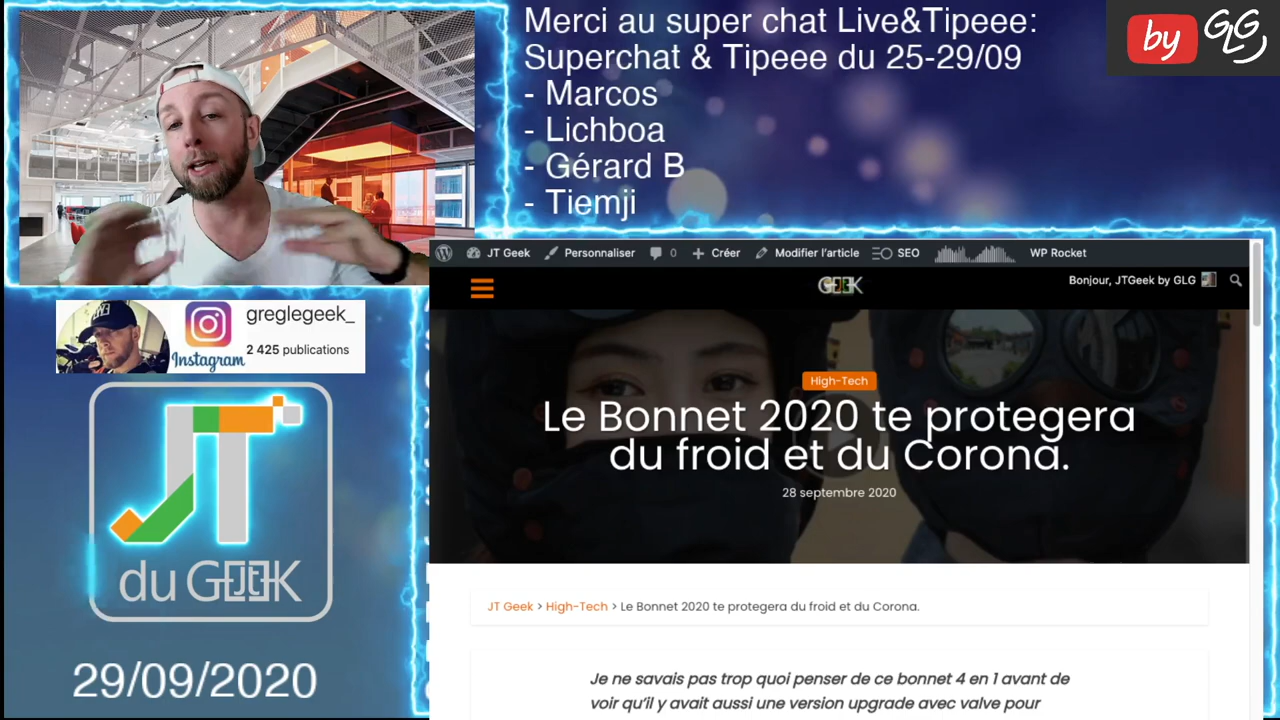 Merci au super chat Live&Tipeee:
Superchat & Tipeee du 25-29/09
- Marcos
- Lichboa
- Gérard B
- Tiemji
by GLG
greglegeek_
Instagram
2 425 publications
JT
du GEEK
29/09/2020
JT Geek Personnaliser 0 Créer Modifier l'article SEO WP Rocket
GEEK
Bonjour, JTGeek by GLG
High-Tech
Le Bonnet 2020 te protegera
du froid et du Corona.
28 septembre 2020
JT Geek > High-Tech > Le Bonnet 2020 te protegera du froid et du Corona.
Je ne savais pas trop quoi penser de ce bonnet 4 en 1 avant de
voir qu'il y avait aussi une version upgrade avec valve pour